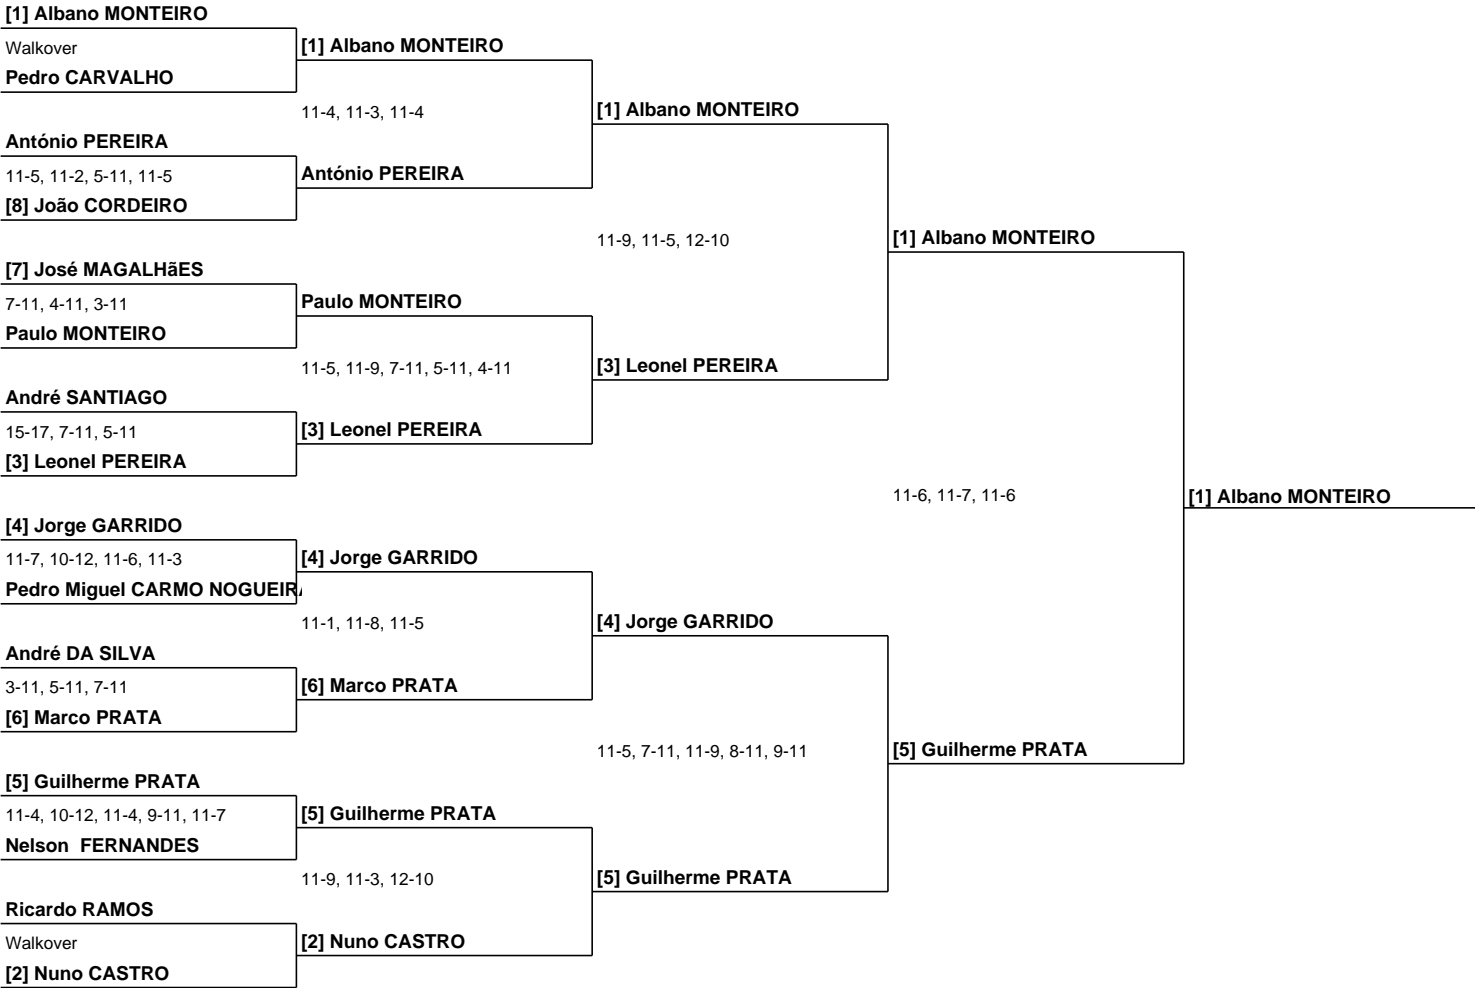 [1] Albano MONTEIRO
Walkover
[1] Albano MONTEIRO
Pedro CARVALHO
11-4, 11-3, 11-4
[1] Albano MONTEIRO
António PEREIRA
11-5, 11-2, 5-11, 11-5
António PEREIRA
[8] João CORDEIRO
11-9, 11-5, 12-10
[1] Albano MONTEIRO
[7] José MAGALHãES
7-11, 4-11, 3-11
Paulo MONTEIRO
Paulo MONTEIRO
11-5, 11-9, 7-11, 5-11, 4-11
[3] Leonel PEREIRA
André SANTIAGO
15-17, 7-11, 5-11
[3] Leonel PEREIRA
[3] Leonel PEREIRA
11-6, 11-7, 11-6
[1] Albano MONTEIRO
[4] Jorge GARRIDO
11-7, 10-12, 11-6, 11-3
[4] Jorge GARRIDO
Pedro Miguel CARMO NOGUEIRA
11-1, 11-8, 11-5
[4] Jorge GARRIDO
André DA SILVA
3-11, 5-11, 7-11
[6] Marco PRATA
[6] Marco PRATA
11-5, 7-11, 11-9, 8-11, 9-11
[5] Guilherme PRATA
[5] Guilherme PRATA
11-4, 10-12, 11-4, 9-11, 11-7
[5] Guilherme PRATA
Nelson  FERNANDES
11-9, 11-3, 12-10
[5] Guilherme PRATA
Ricardo RAMOS
Walkover
[2] Nuno CASTRO
[2] Nuno CASTRO